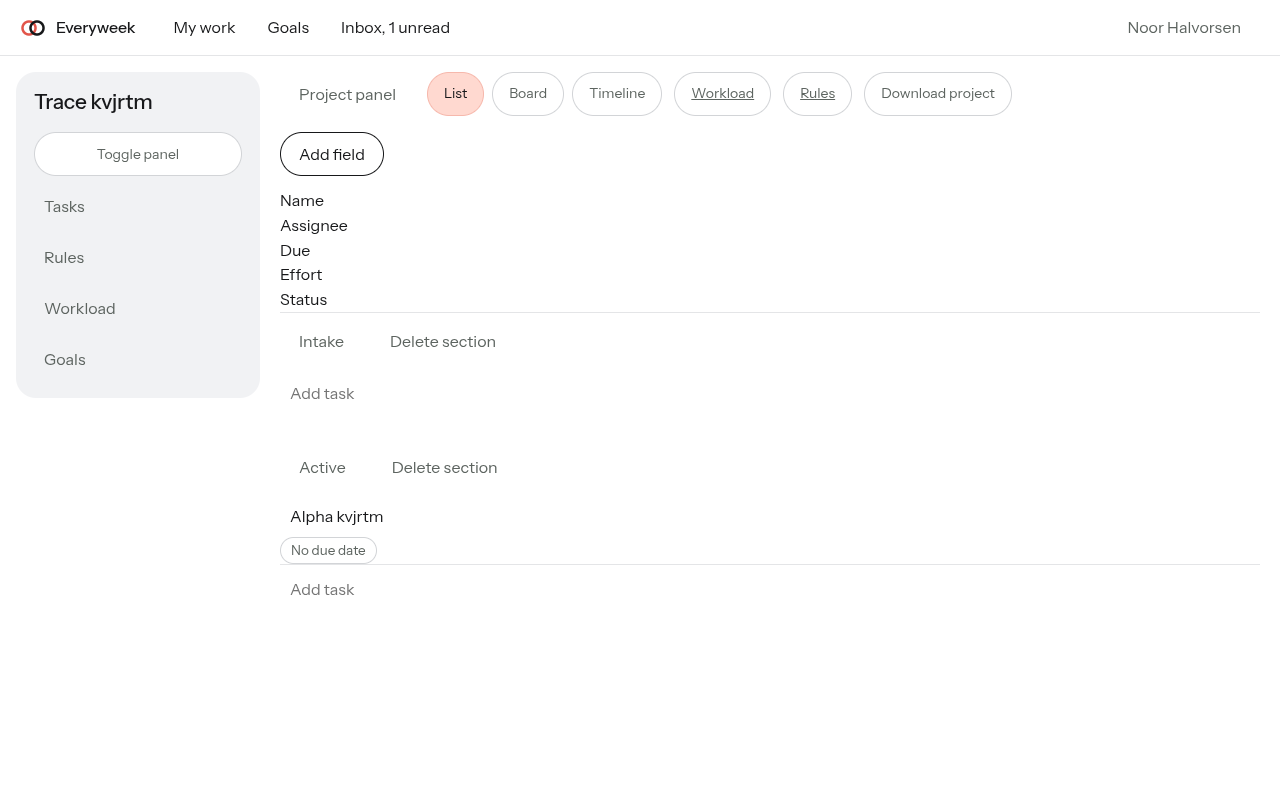 Everyweek My work Goals Inbox, 1 unread Noor Halvorsen
Trace kvjrtm
Toggle panel
Tasks
Rules
Workload
Goals
Project panel List Board Timeline Workload Rules Download project
Add field
Name
Assignee
Due
Effort
Status
Intake Delete section
Add task
Active Delete section
Alpha kvjrtm
No due date
Add task